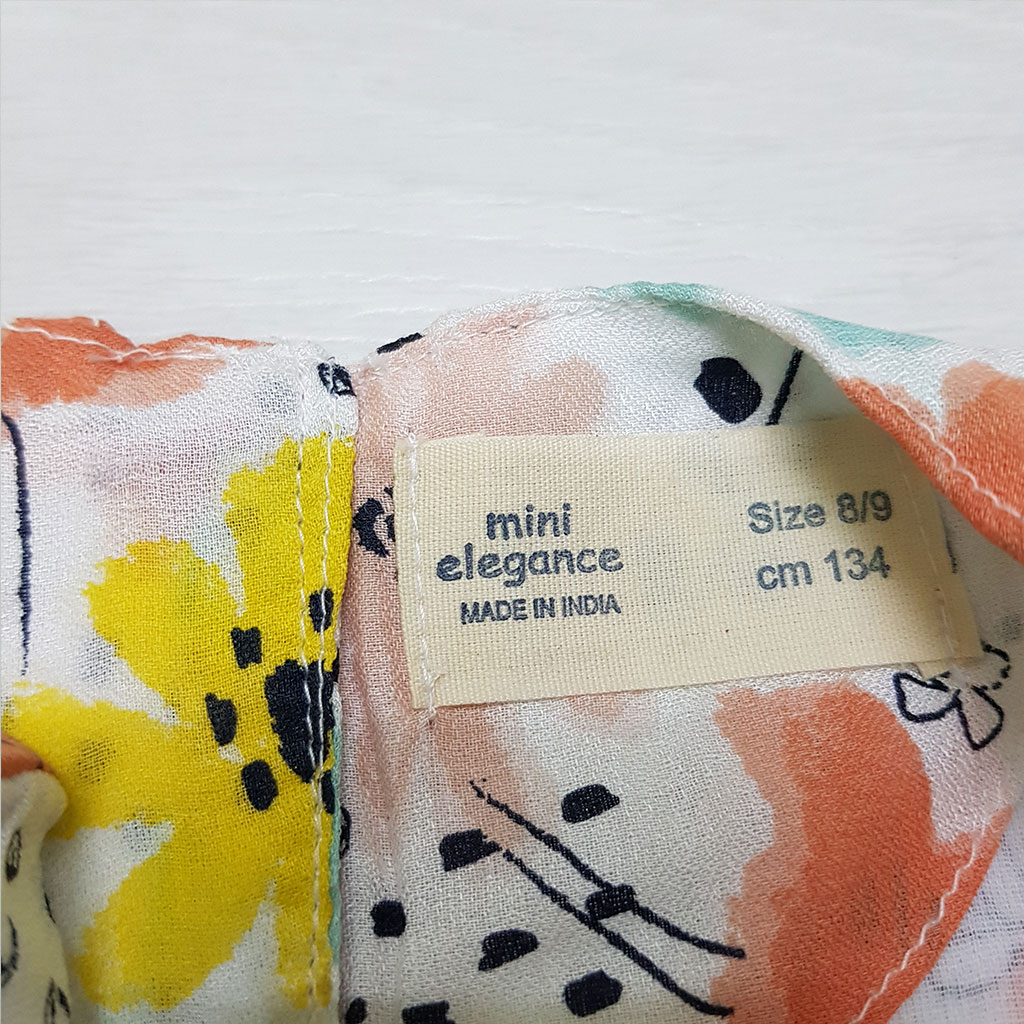 mini
elegance
MADE IN INDIA
Size 8/9
cm 134